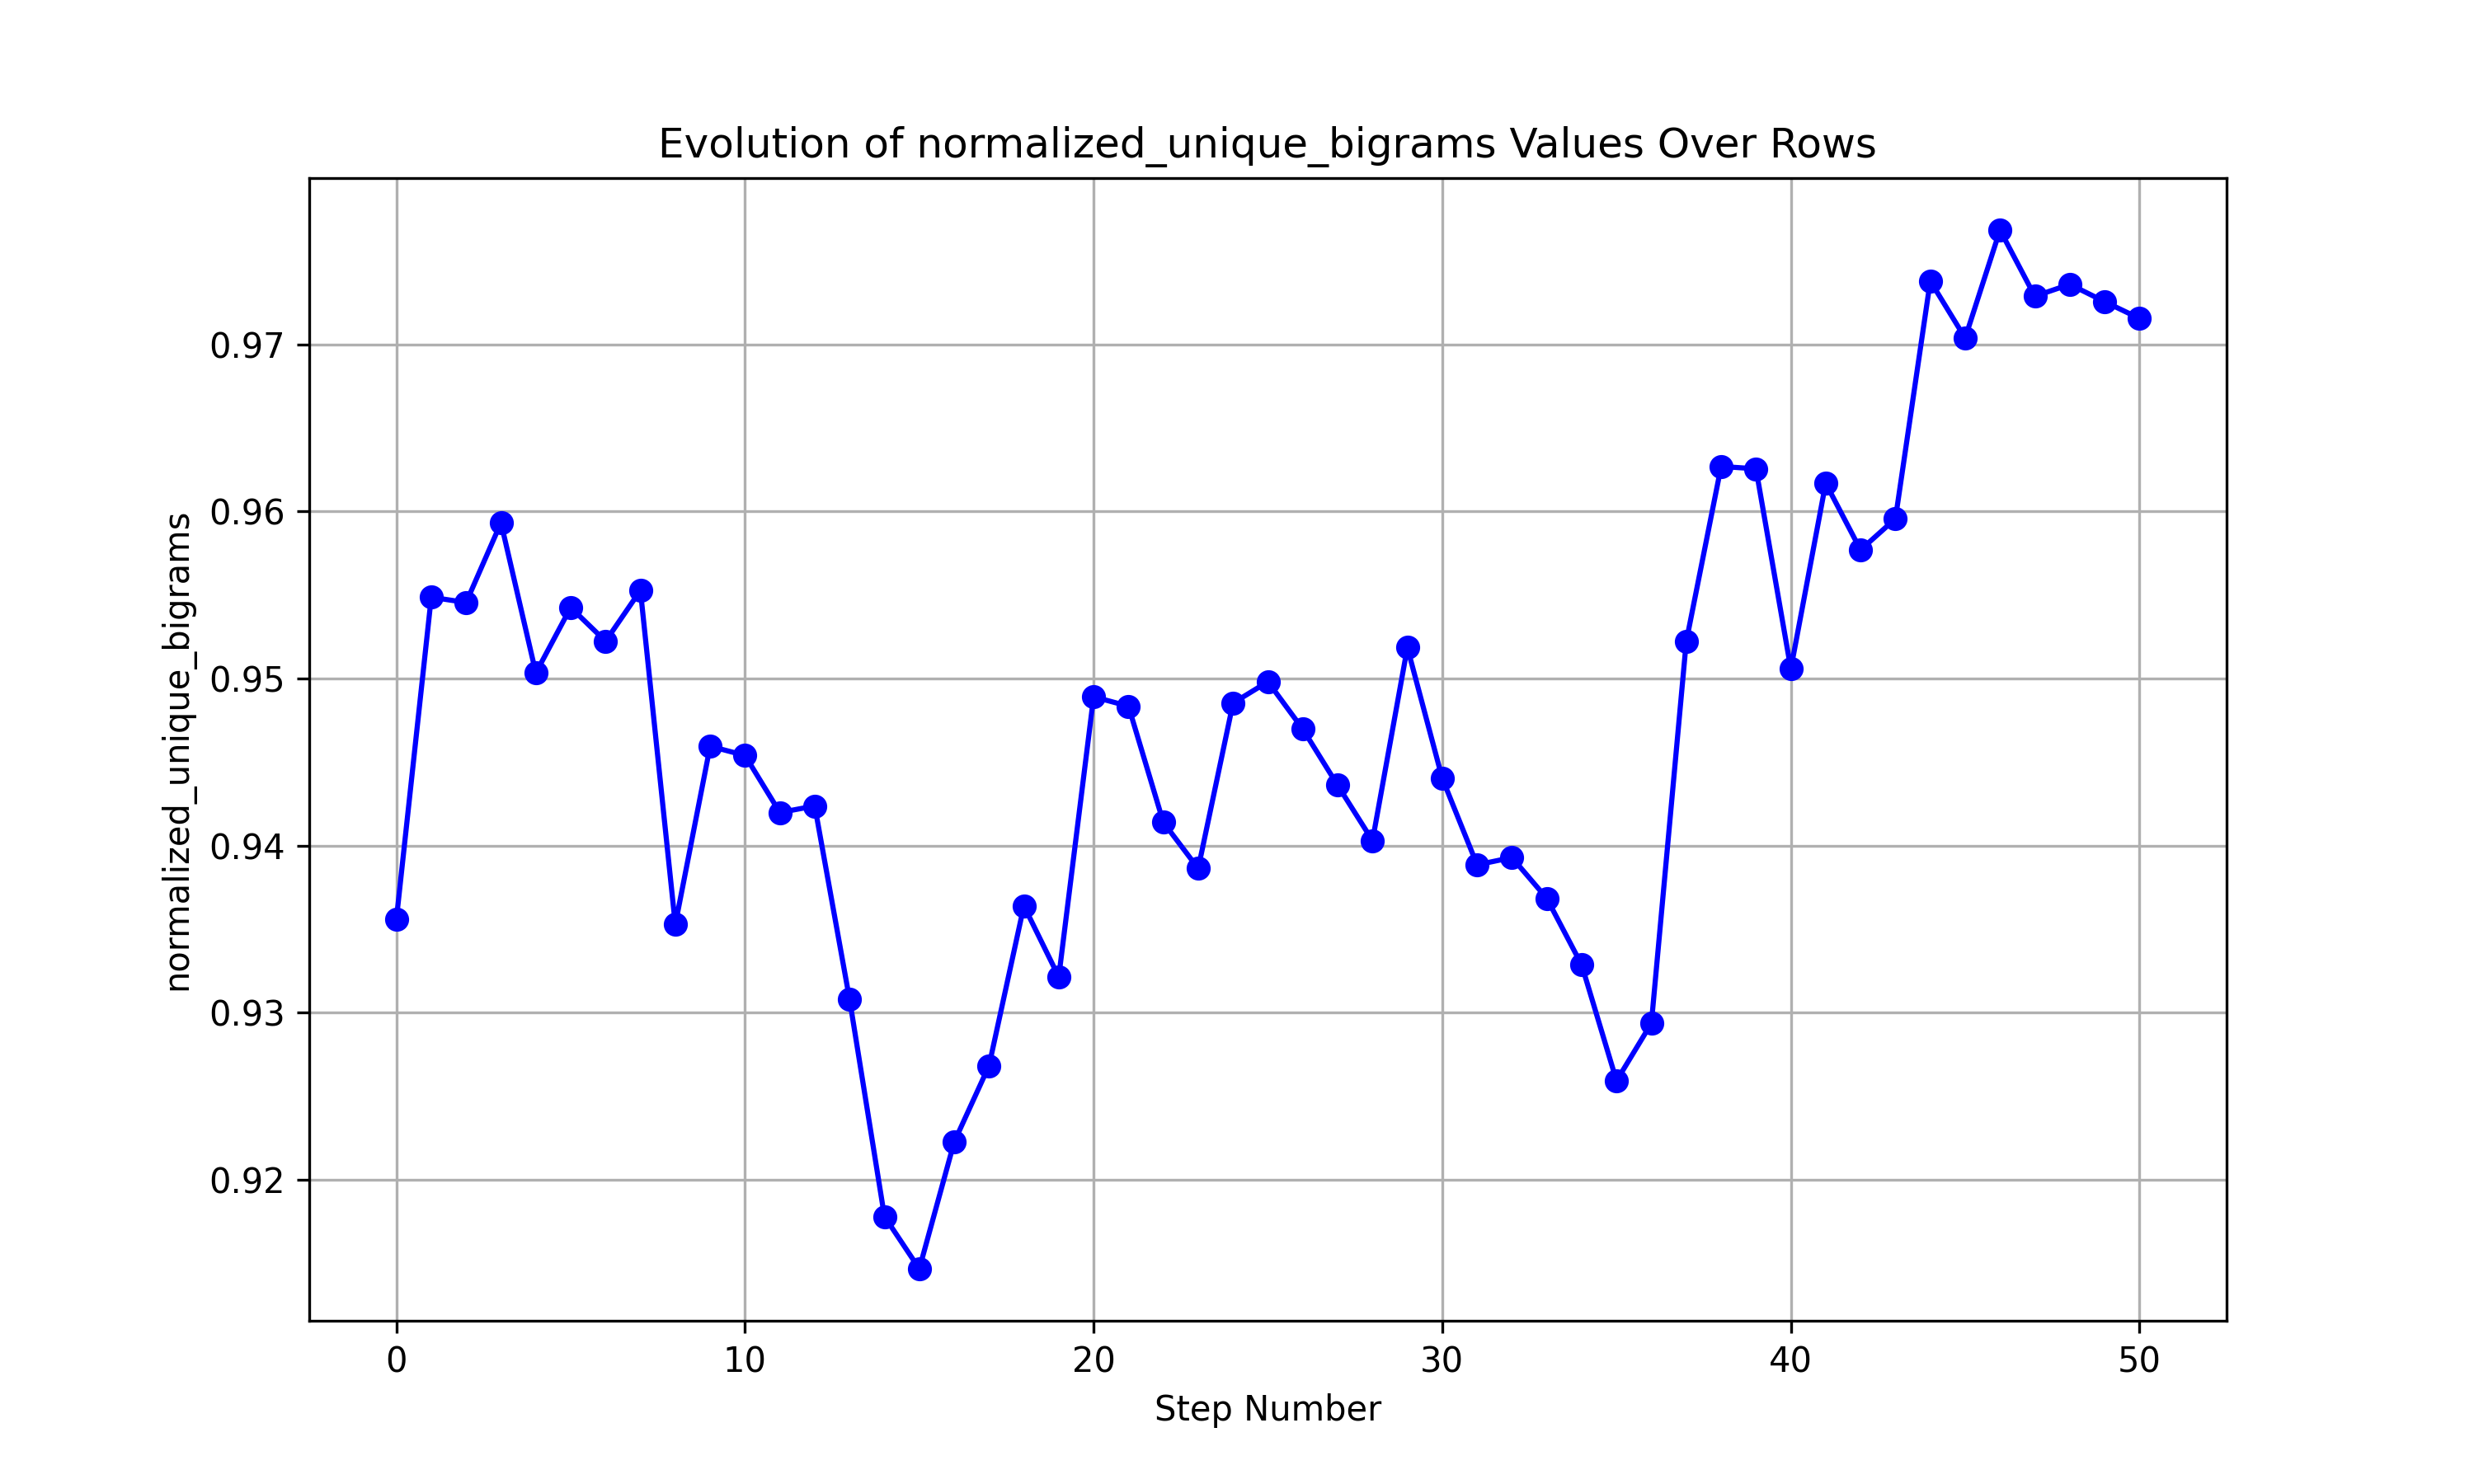 Evolution of normalized_unique_bigrams Values Over Rows
normalized_unique_bigrams
0.97
0.96
0.95
0.94
0.93
0.92
0 10 20 30 40 50
Step Number